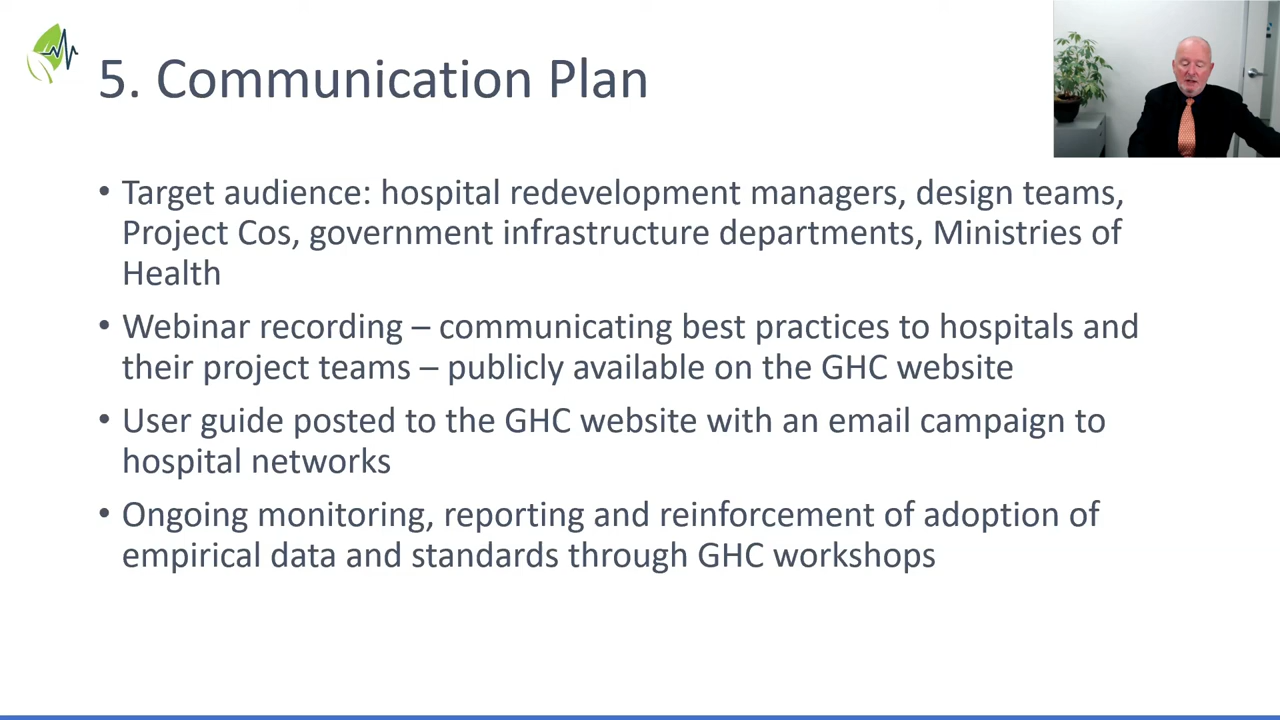 5. Communication Plan
• Target audience: hospital redevelopment managers, design teams,
Project Cos, government infrastructure departments, Ministries of
Health
• Webinar recording – communicating best practices to hospitals and
their project teams – publicly available on the GHC website
• User guide posted to the GHC website with an email campaign to
hospital networks
• Ongoing monitoring, reporting and reinforcement of adoption of
empirical data and standards through GHC workshops